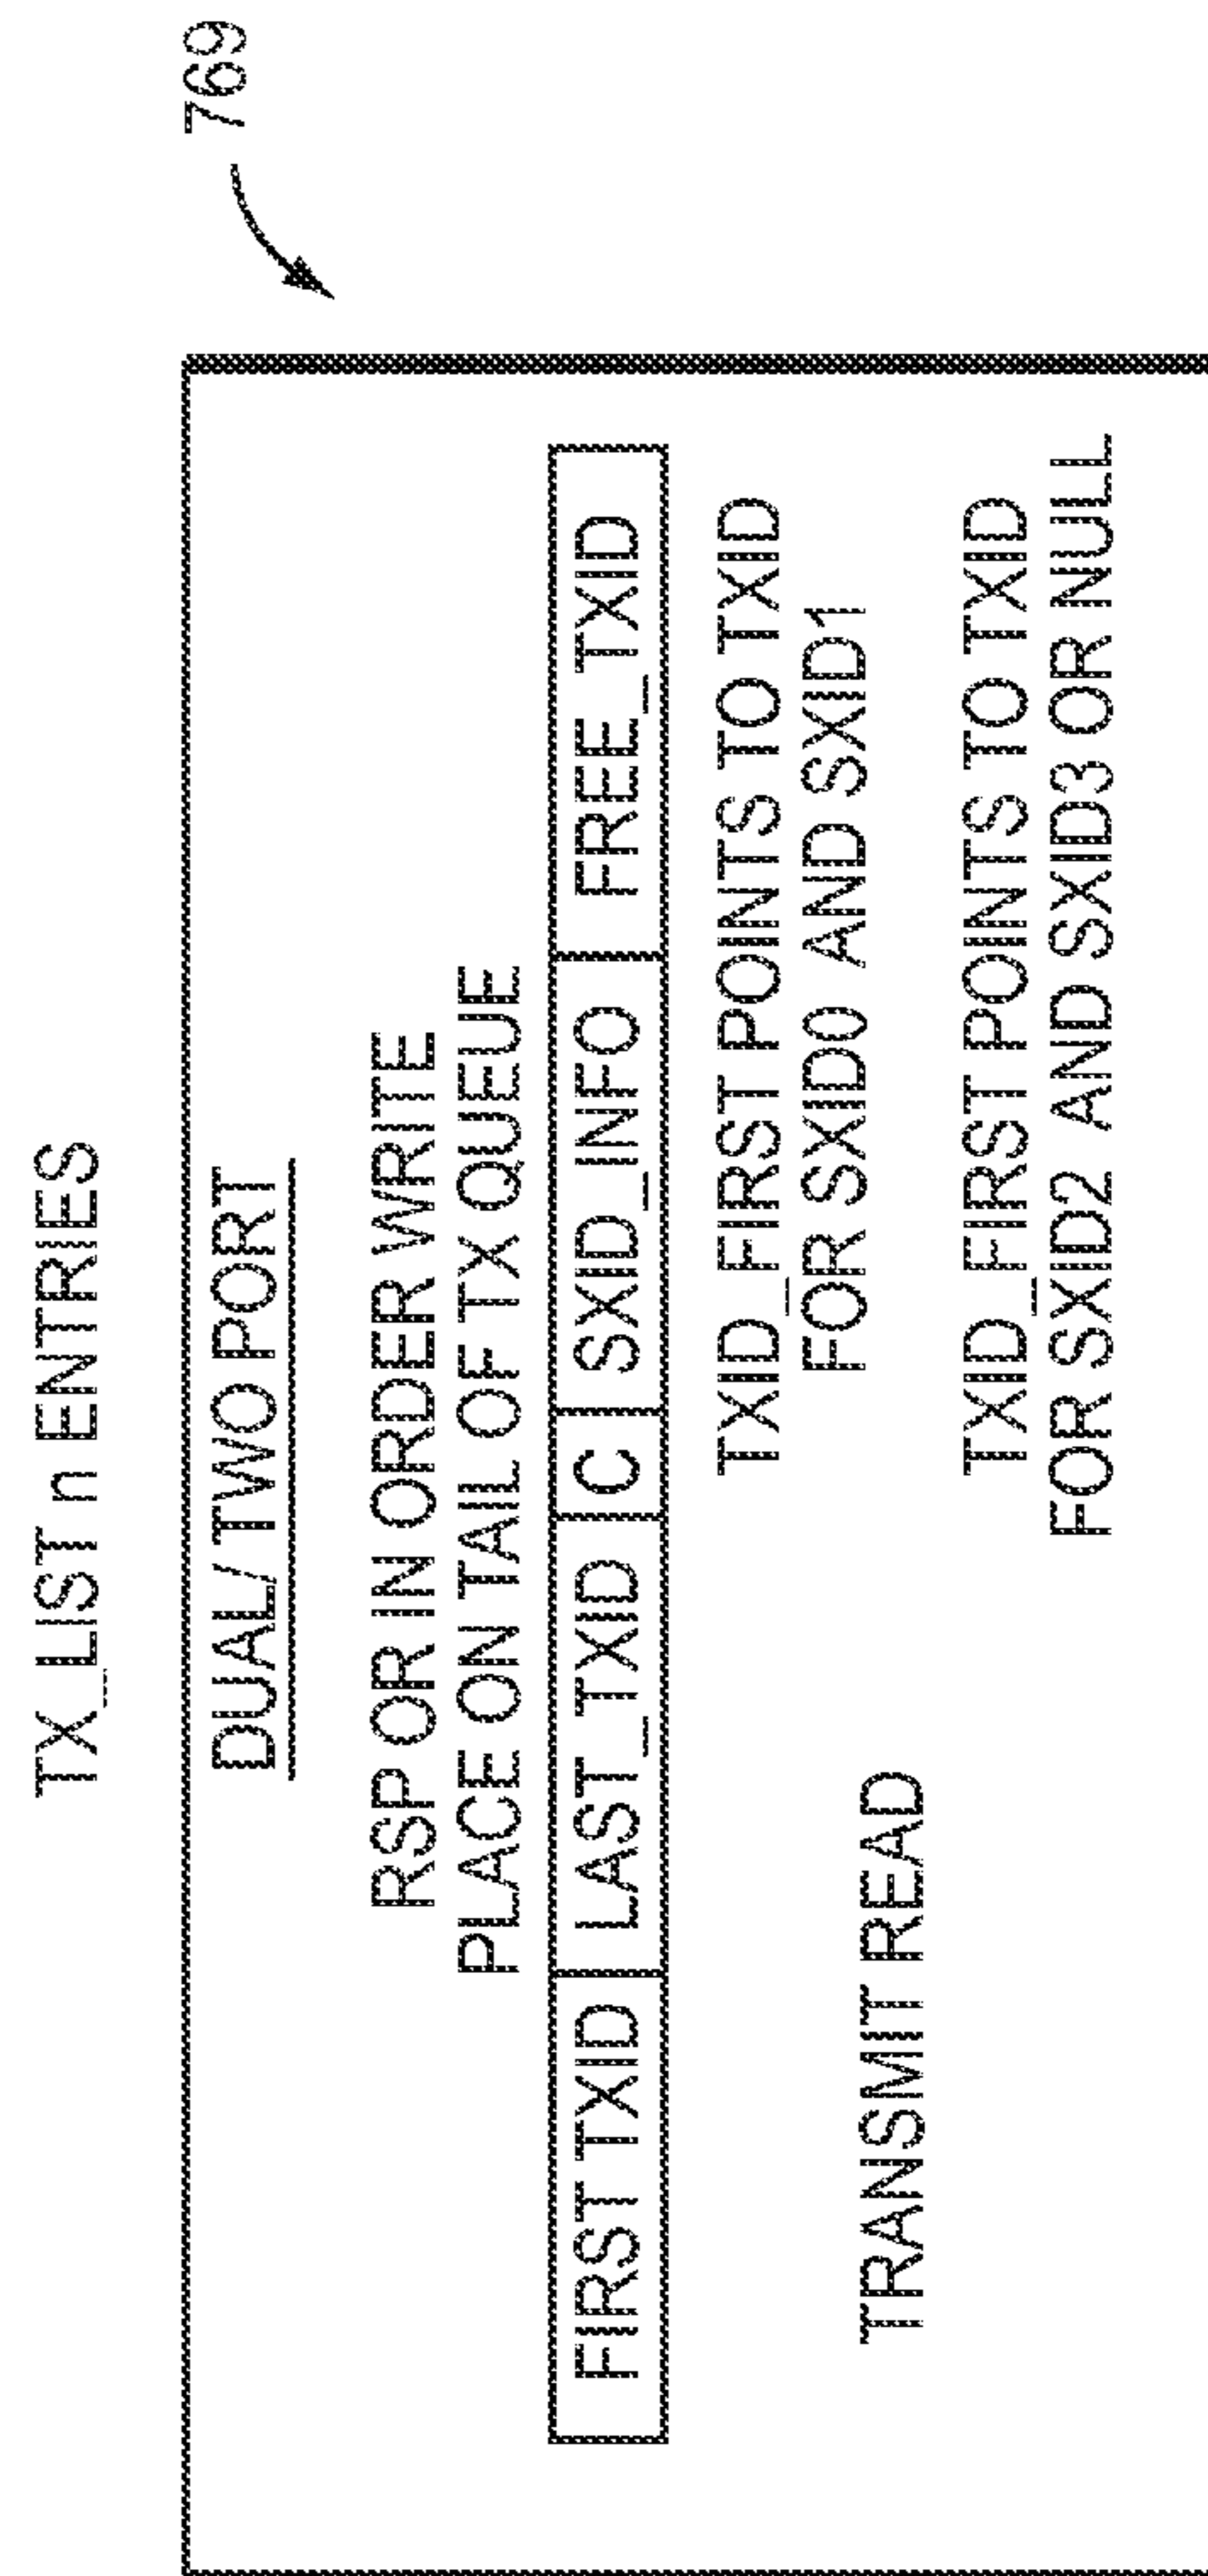 TX_LIST n ENTRIES
769
DUAL/ TWO PORT
RSP OR IN ORDER WRITE
PLACE ON TAIL OF TX QUEUE
FIRST TXID LAST_TXID C SXID_INFO FREE_TXID
TXID_FIRST POINTS TO TXID
FOR SXID0 AND SXID1
TRANSMIT READ
TXID_FIRST POINTS TO TXID
FOR SXID2 AND SXID3 OR NULL